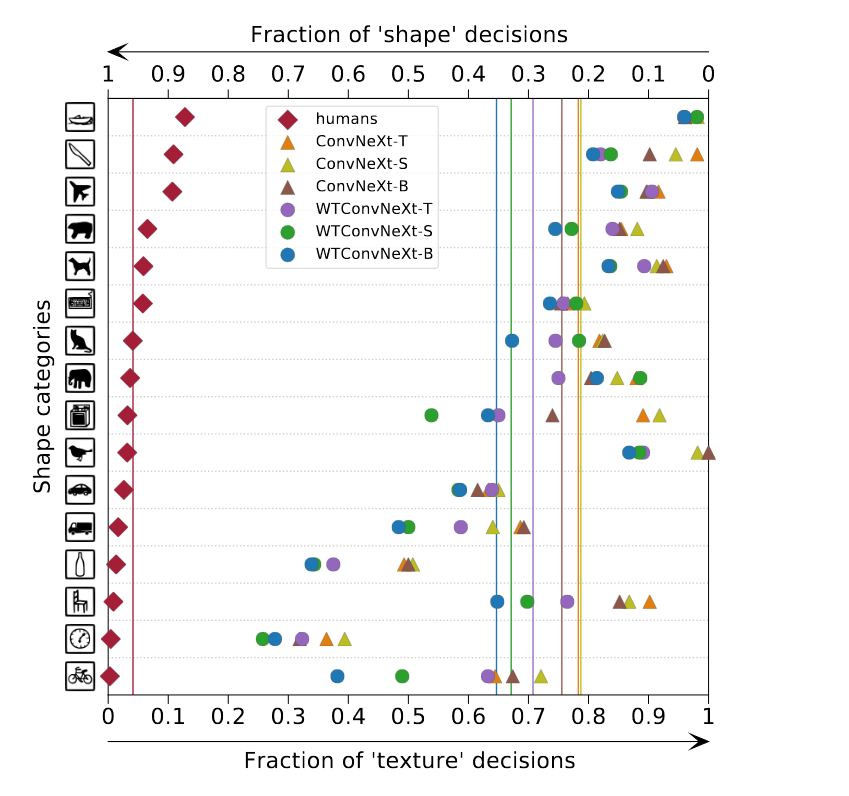 Fraction of 'shape' decisions
1 0.9 0.8 0.7 0.6 0.5 0.4 0.3 0.2 0.1 0
humans
ConvNeXt-T
ConvNeXt-S
ConvNeXt-B
WTConvNeXt-T
WTConvNeXt-S
WTConvNeXt-B
Shape categories
0 0.1 0.2 0.3 0.4 0.5 0.6 0.7 0.8 0.9 1
Fraction of 'texture' decisions